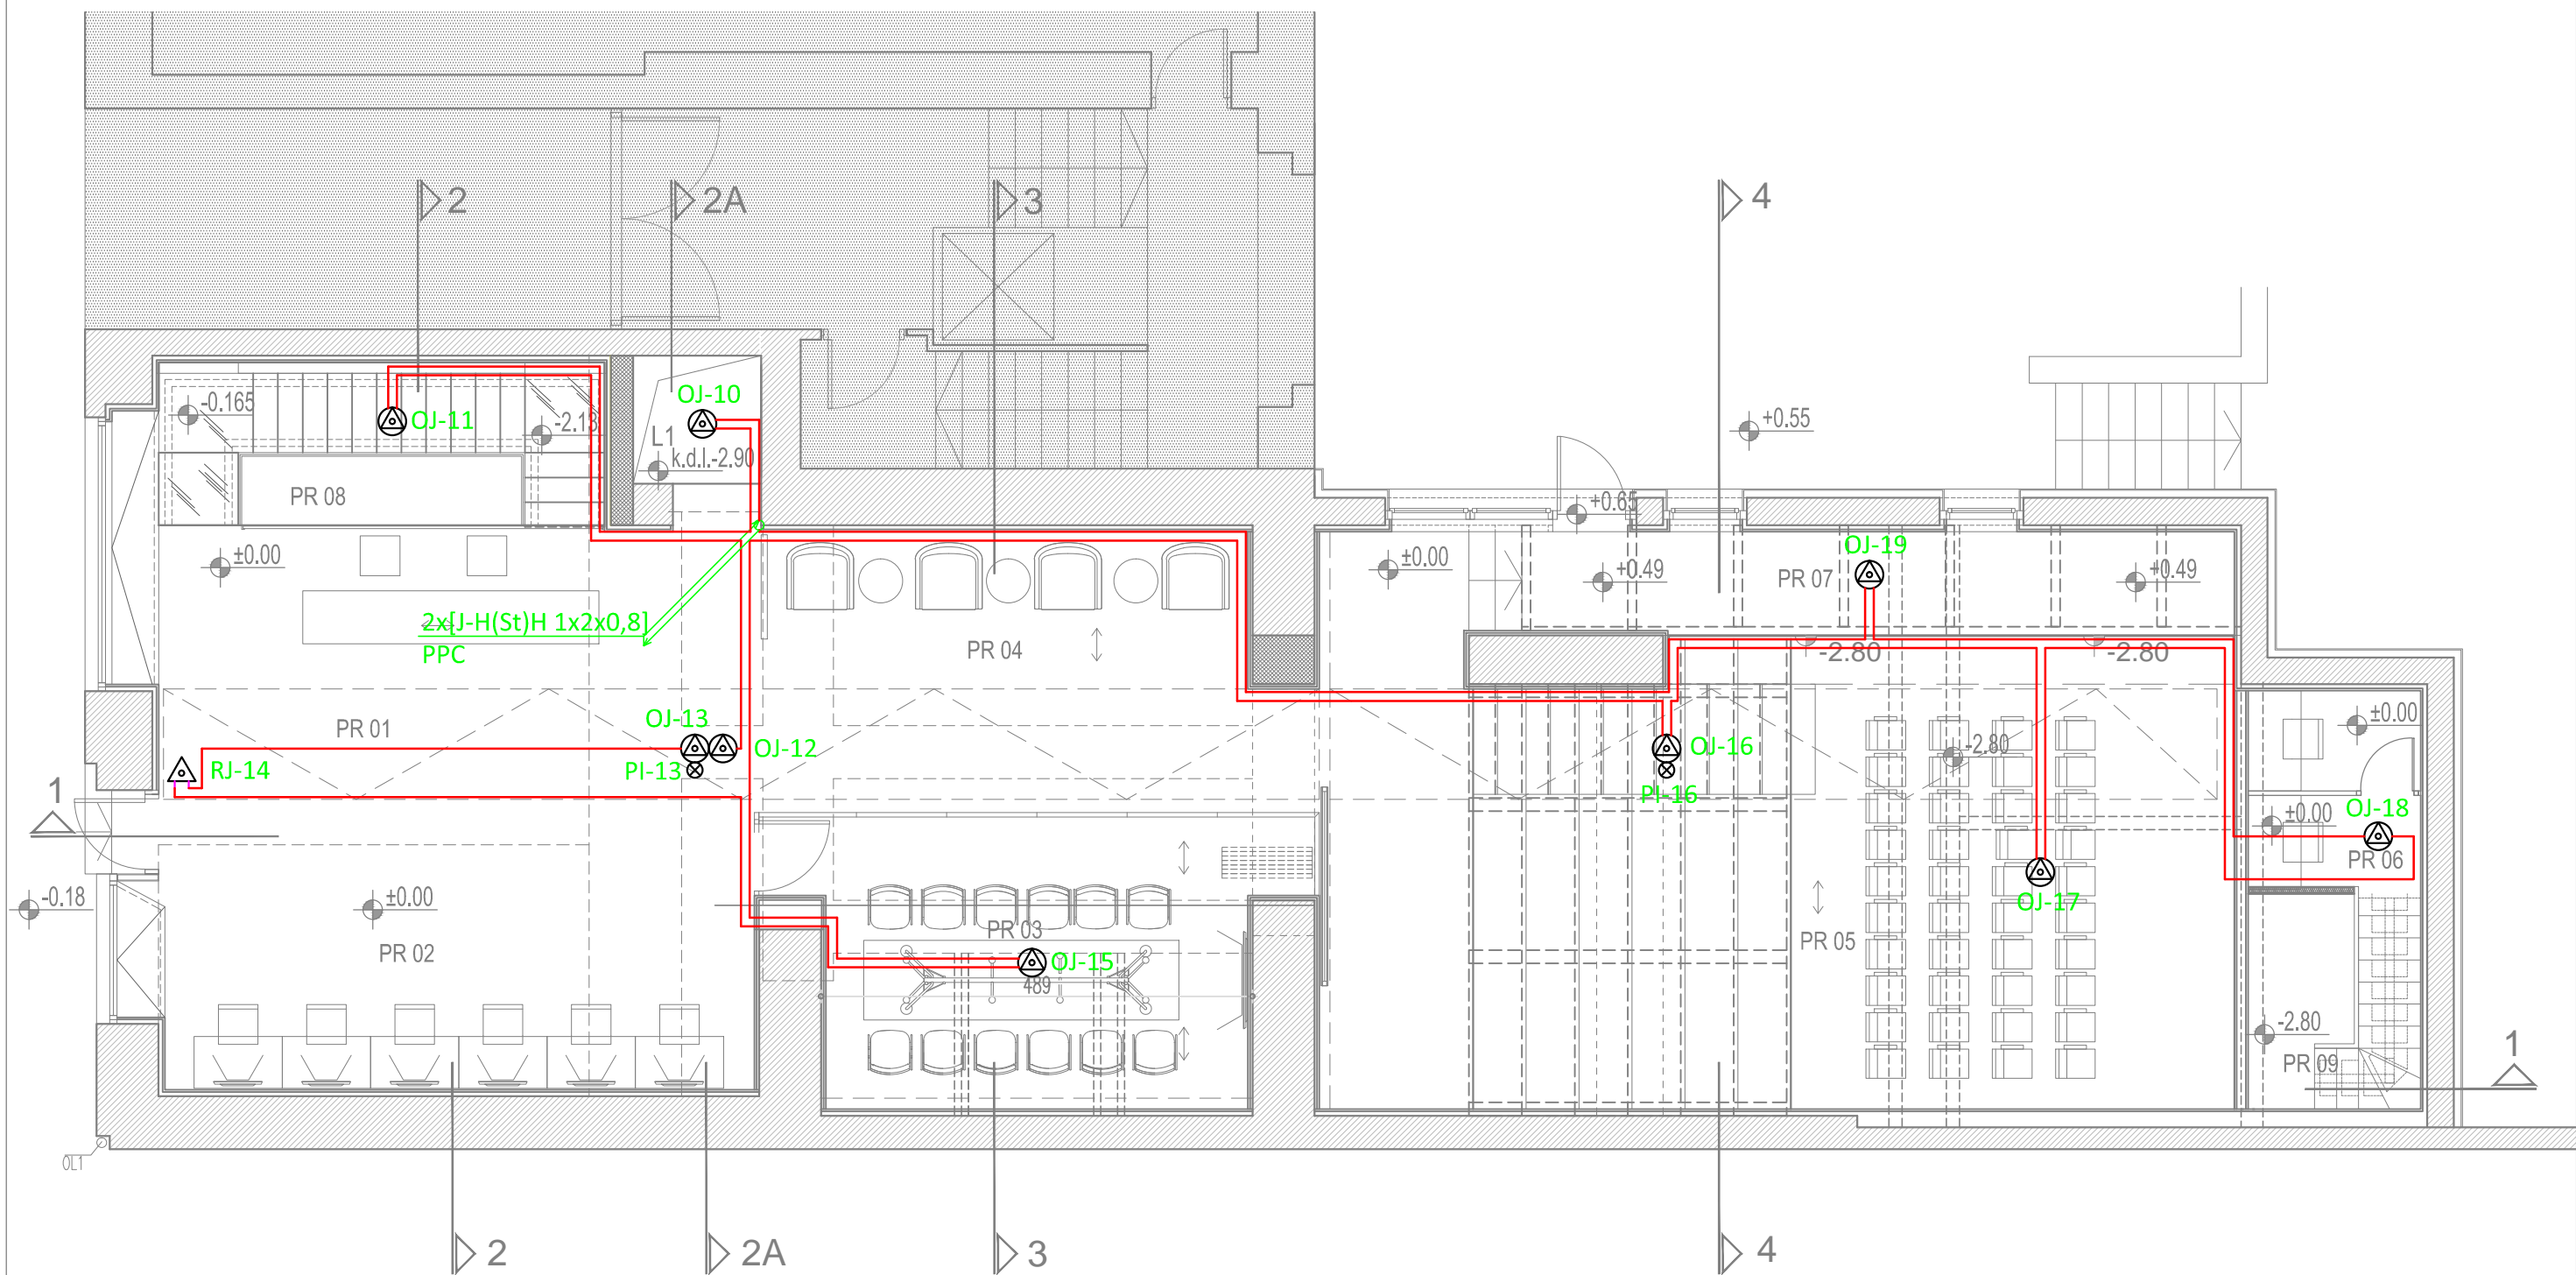 2
2A
3
4
OJ-10
-0.165
OJ-11
-2.13
L1
k.d.l.-2.90
+0.55
PR 08
+0.65
±0.00
±0.00
OJ-19
PR 07
+0.49
+0.49
2x[J-H(St)H 1x2x0,8]
PPC
PR 04
-2.80
-2.80
PR 01
OJ-13
OJ-12
OJ-16
-2.80
±0.00
RJ-14
PI-13
PI-16
1
OJ-18
±0.00
PR 06
-0.18
±0.00
OJ-17
PR 03
PR 02
PR 05
OJ-15
489
-2.80
1
PR 09
OL1
2
2A
3
4